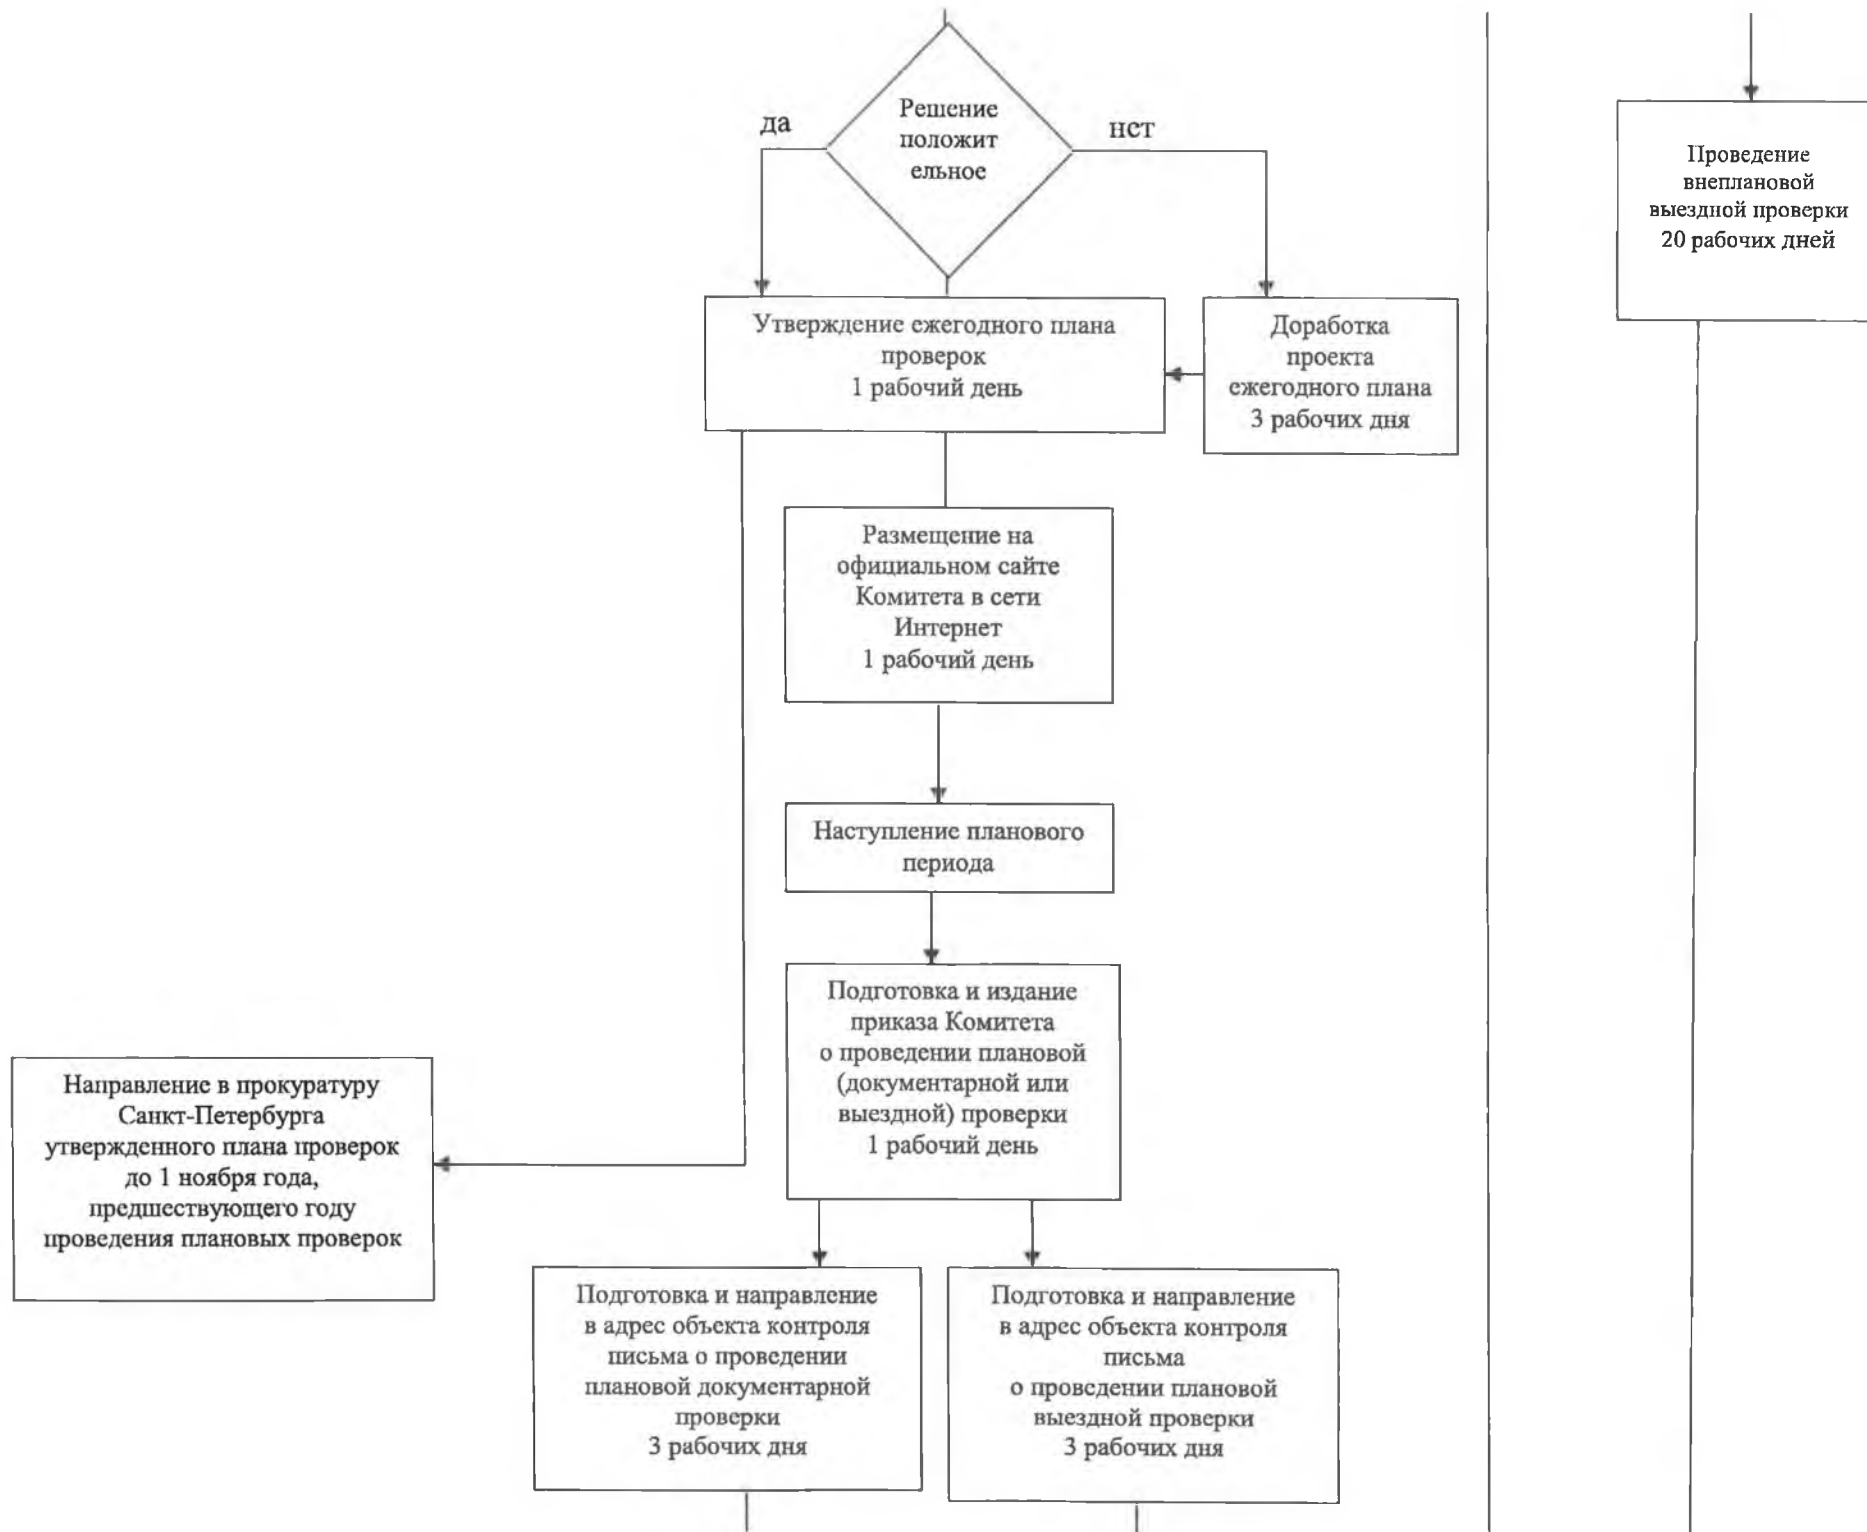 да
Решение
положит
ельное
нет
Проведение
внеплановой
выездной проверки
20 рабочих дней
Утверждение ежегодного плана
проверок
1 рабочий день
Доработка
проекта
ежегодного плана
3 рабочих дня
Размещение на
официальном сайте
Комитета в сети
Интернет
1 рабочий день
Наступление планового
периода
Подготовка и издание
приказа Комитета
о проведении плановой
(документарной или
выездной) проверки
1 рабочий день
Направление в прокуратуру
Санкт-Петербурга
утвержденного плана проверок
до 1 ноября года,
предшествующего году
проведения плановых проверок
Подготовка и направление
в адрес объекта контроля
письма о проведении
плановой документарной
проверки
3 рабочих дня
Подготовка и направление
в адрес объекта контроля
письма
о проведении плановой
выездной проверки
3 рабочих дня